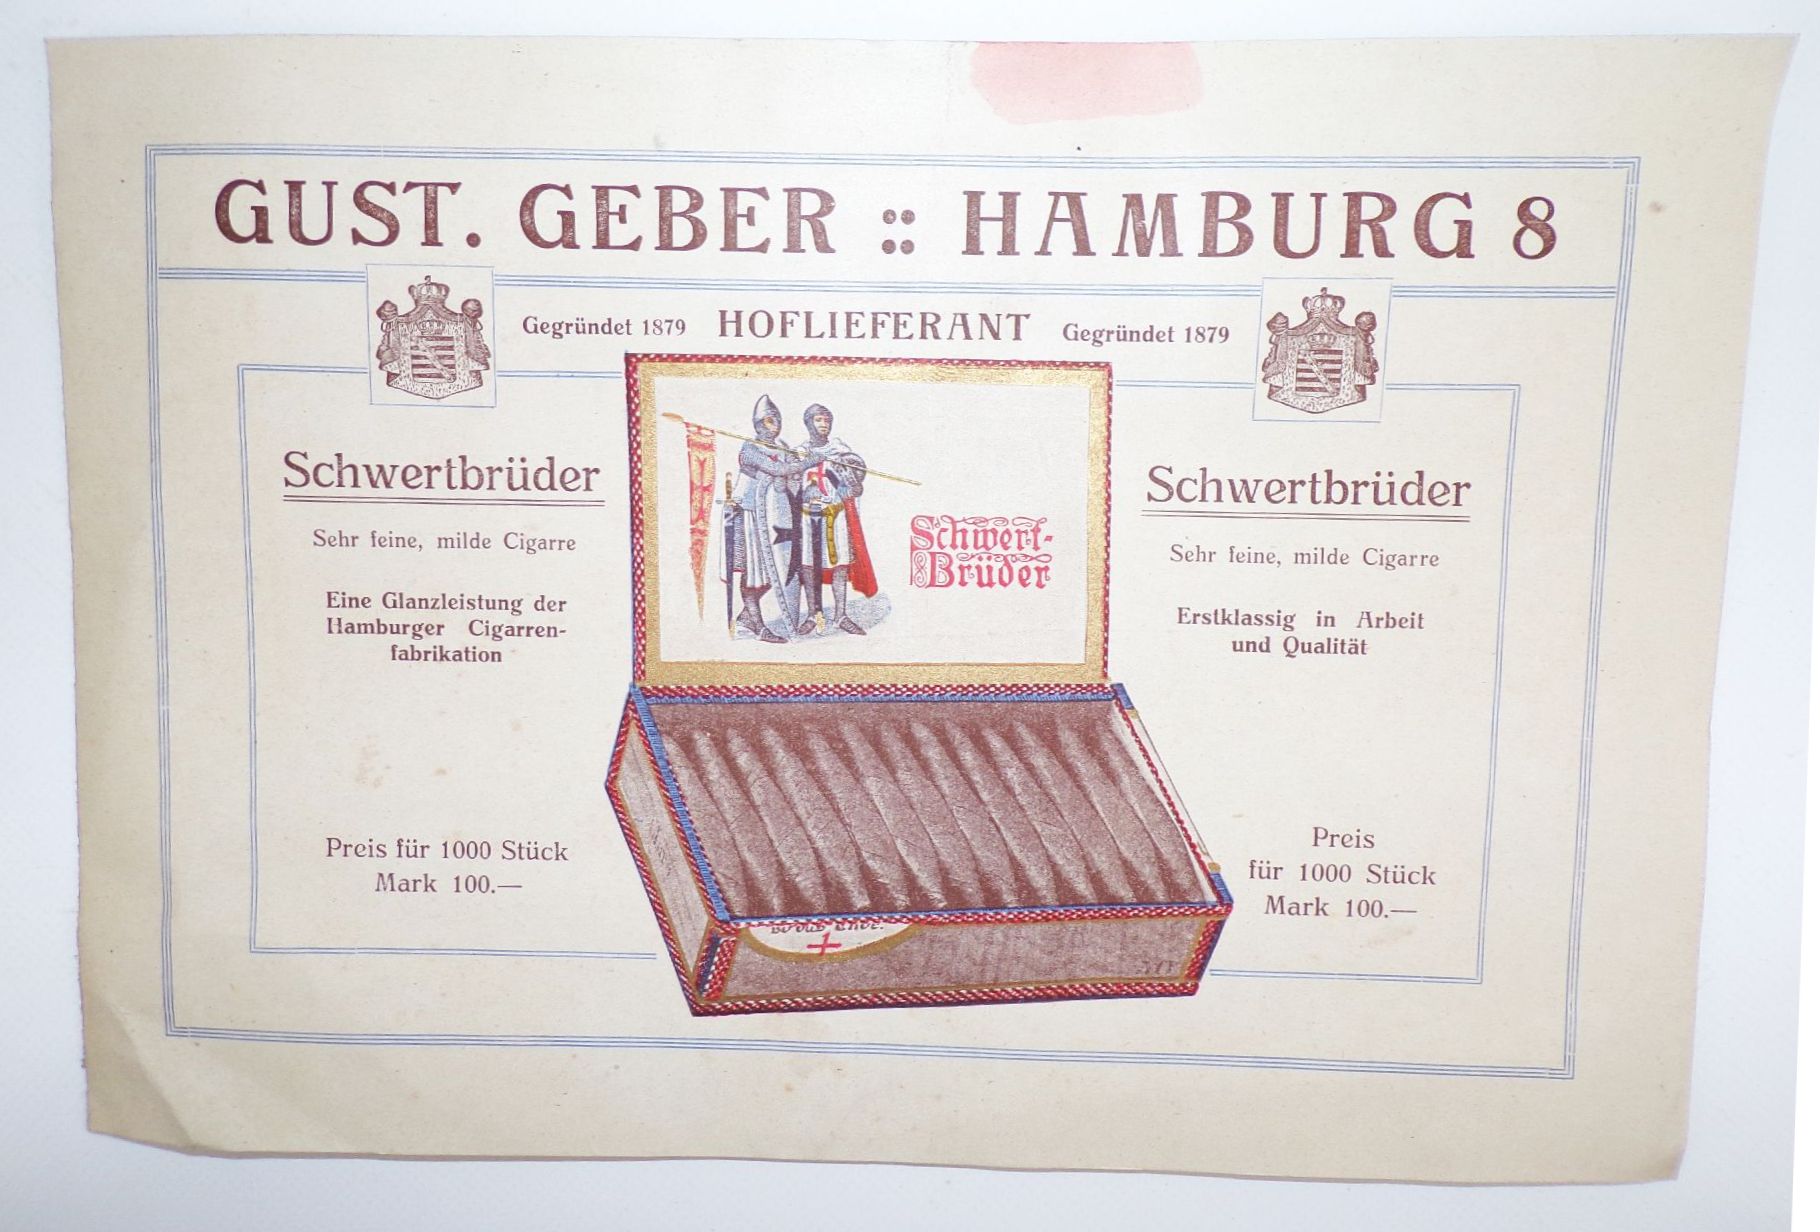 GUST. GEBER :: HAMBURG 8
Gegründet 1879 HOFLIEFERANT Gegründet 1879
Schwertbrüder
Sehr feine, milde Cigarre
Eine Glanzleistung der
Hamburger Cigarren-
fabrikation
Preis für 1000 Stück
Mark 100.—
Schwert-
Brüder
Schwertbrüder
Sehr feine, milde Cigarre
Erstklassig in Arbeit
und Qualität
Preis
für 1000 Stück
Mark 100.—